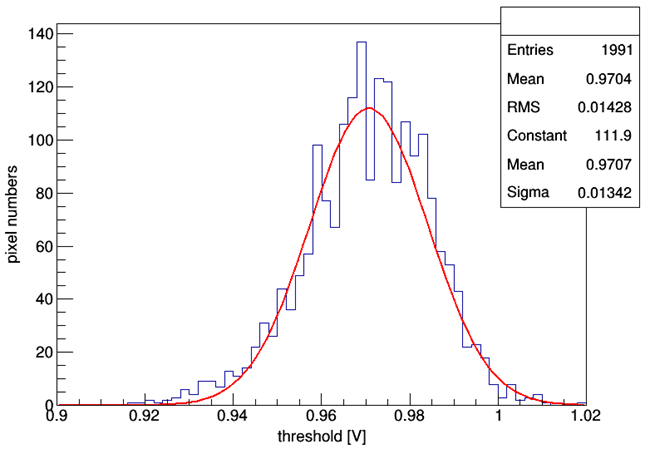 Entries 1991
Mean 0.9704
RMS 0.01428
Constant 111.9
Mean 0.9707
Sigma 0.01342
140
120
100
80
60
40
20
0
pixel numbers
0.9 0.92 0.94 0.96 0.98 1 1.02
threshold [V]